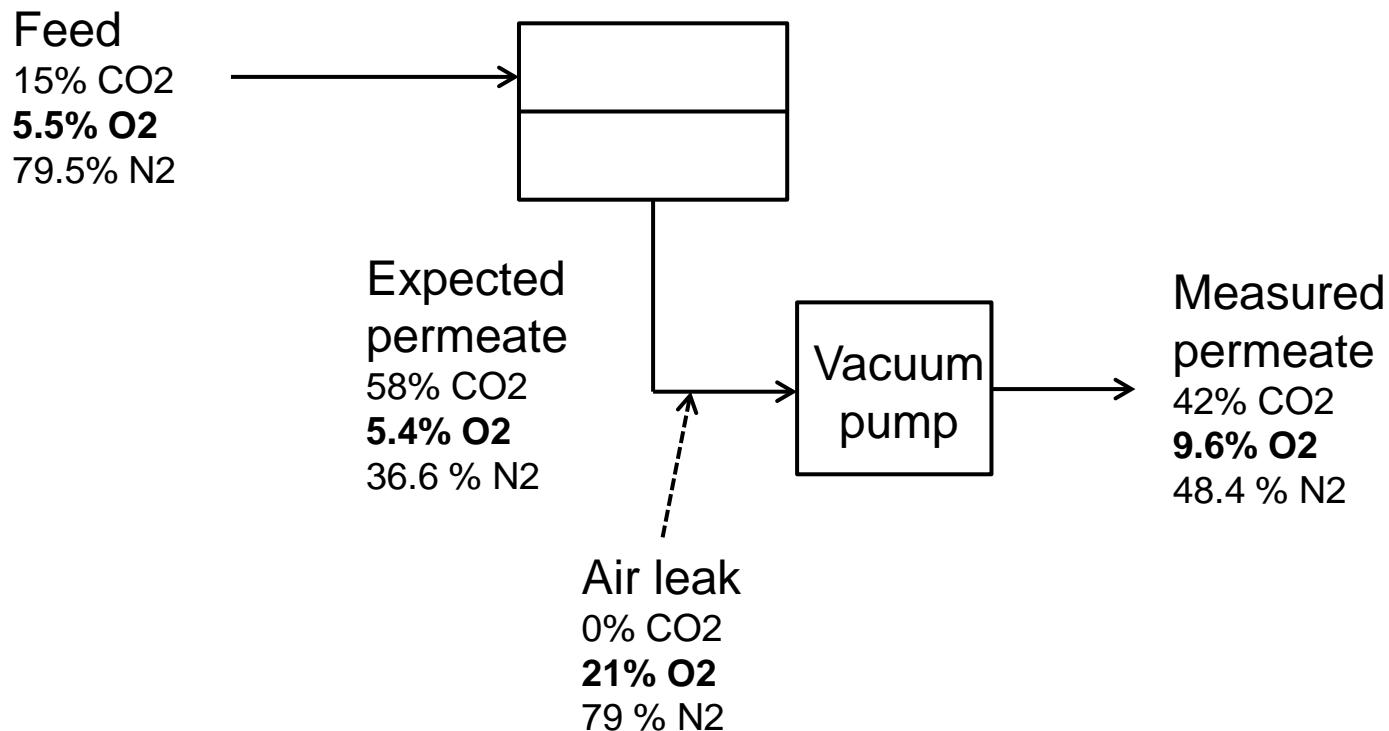 Feed
15% CO2
5.5% O2
79.5% N2
Expected
permeate
58% CO2
5.4% O2
36.6 % N2
Vacuum
pump
Measured
permeate
42% CO2
9.6% O2
48.4 % N2
Air leak
0% CO2
21% O2
79 % N2